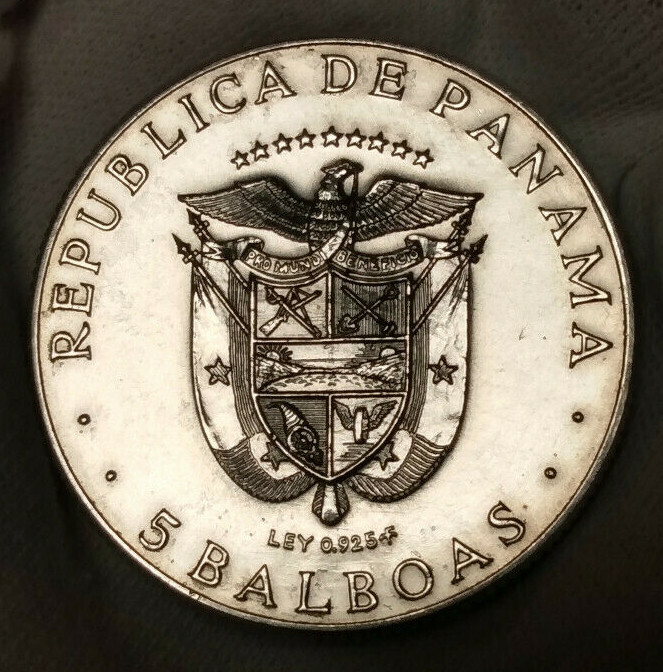 REPUBLICA DE PANAMA
PRO MUNDI BENEFICIO
LEY 0.925
5 BALBOAS